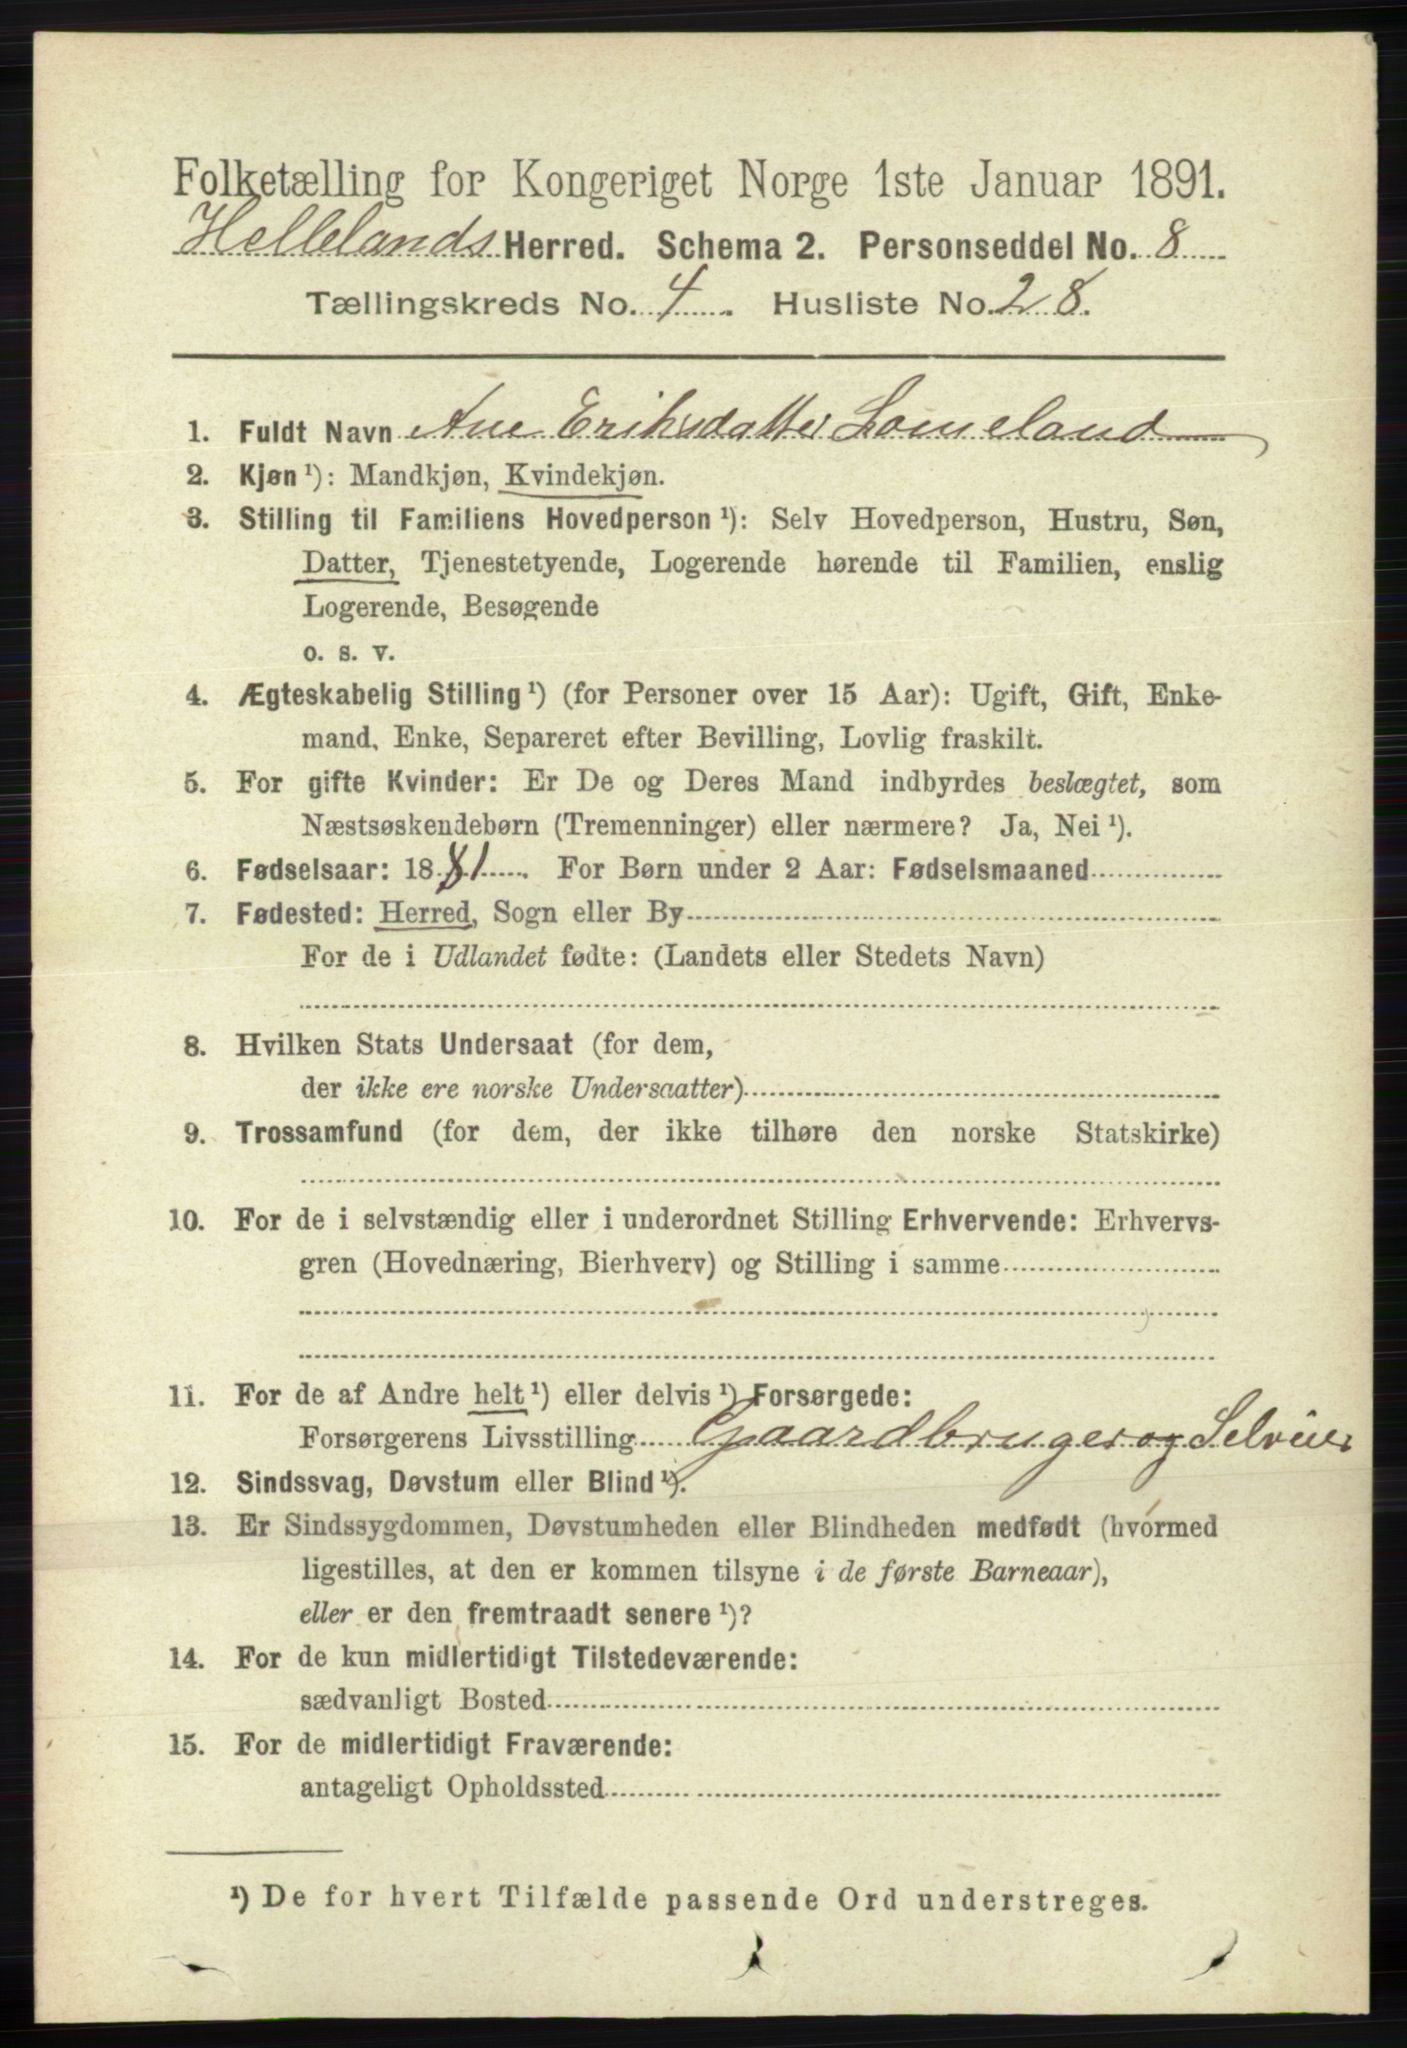 Folketælling for Kongeriget Norge 1ste Januar 1891.
Hellelands Herred. Schema 2. Personseddel No. 8
Tællingskreds No. 4. Husliste No. 28.
1. Fuldt Navn Ane Eriksdatter Lomeland
2. Kjøn ¹): Mandkjøn, Kvindekjøn.
3. Stilling til Familiens Hovedperson ¹): Selv Hovedperson, Hustru, Søn,
Datter, Tjenestetyende, Logerende hørende til Familien, enslig
Logerende, Besøgende
o. s. v.
4. Ægteskabelig Stilling ¹) (for Personer over 15 Aar): Ugift, Gift, Enke-
mand, Enke, Separeret efter Bevilling, Lovlig fraskilt.
5. For gifte Kvinder: Er De og Deres Mand indbyrdes beslægtet, som
Næstsøskendebørn (Tremenninger) eller nærmere? Ja, Nei ¹).
6. Fødselsaar: 1881. For Børn under 2 Aar: Fødselsmaaned
7. Fødested: Herred, Sogn eller By
For de i Udlandet fødte: (Landets eller Stedets Navn)
8. Hvilken Stats Undersaat (for dem,
der ikke ere norske Undersaatter)
9. Trossamfund (for dem, der ikke tilhøre den norske Statskirke)
10. For de i selvstændig eller i underordnet Stilling Erhvervende: Erhvervs-
gren (Hovednæring, Bierhverv) og Stilling i samme
11. For de af Andre helt ¹) eller delvis ¹) Forsørgede:
Forsørgerens Livsstilling Gaardbruger og Selveier
12. Sindssvag, Døvstum eller Blind ¹).
13. Er Sindssygdommen, Døvstumheden eller Blindheden medfødt (hvormed
ligestilles, at den er kommen tilsyne i de første Barneaar),
eller er den fremtraadt senere ¹)?
14. For de kun midlertidigt Tilstedeværende:
sædvanligt Bosted
15. For de midlertidigt Fraværende:
antageligt Opholdssted
¹) De for hvert Tilfælde passende Ord understreges.